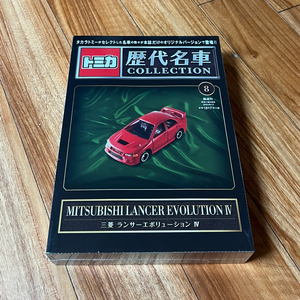 タカラトミーがセレクトした名車の数々が本誌だけのオリジナルバージョンで登場!!
トミカ
歴代名車
COLLECTION
8
MITSUBISHI LANCER EVOLUTION IV
三菱 ランサーエボリューション IV